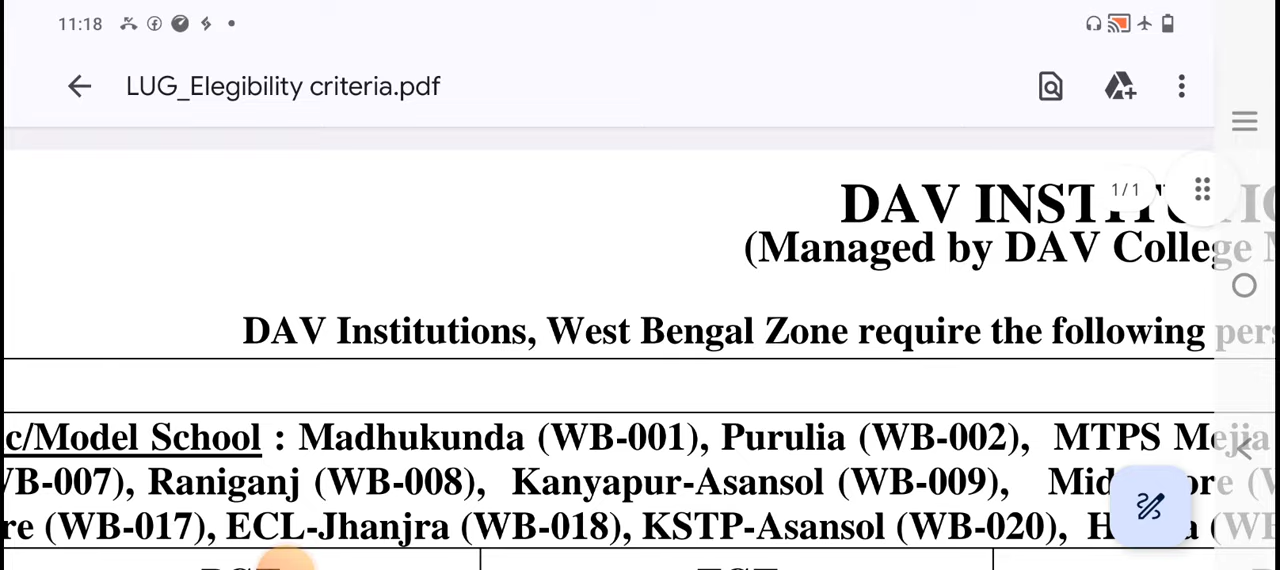 11:18
LUG_Elegibility criteria.pdf
1/1
DAV
(Managed by DAV College
DAV Institutions, West Bengal Zone require the following
c/Model School : Madhukunda (WB-001), Purulia (WB-002), MTPS Mejia
WB-007), Raniganj (WB-008), Kanyapur-Asansol (WB-009),
re (WB-017), ECL-Jhanjra (WB-018), KSTP-Asansol (WB-020),